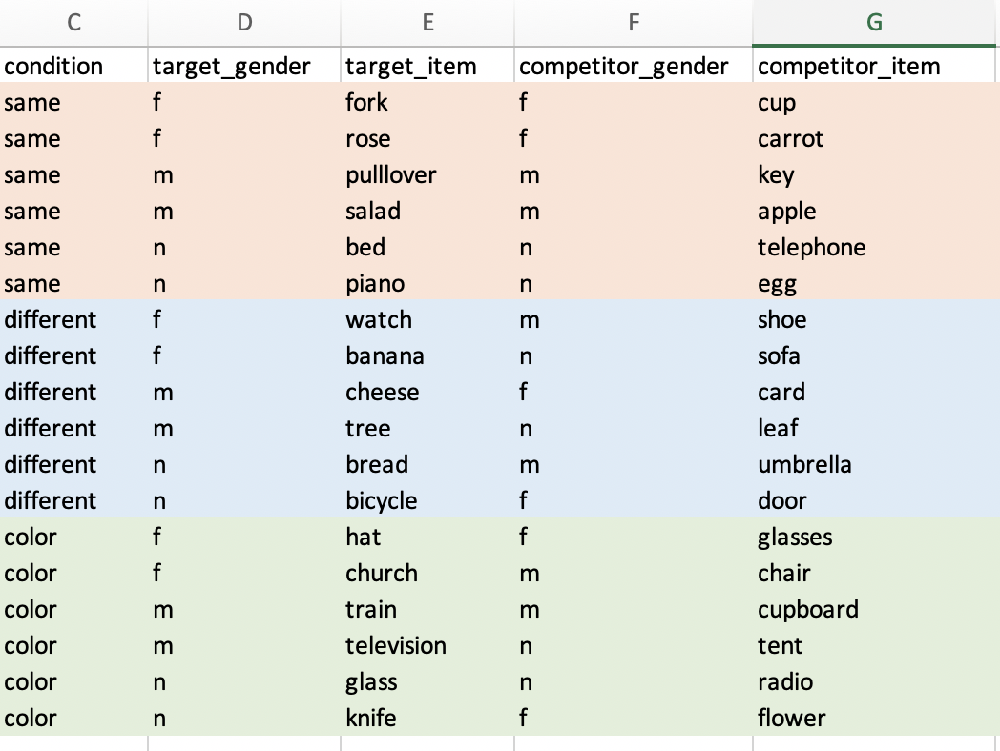 C D E F G
condition target_gender target_item competitor_gender competitor_item
same f fork f cup
same f rose f carrot
same m pulllover m key
same m salad m apple
same n bed n telephone
same n piano n egg
different f watch m shoe
different f banana n sofa
different m cheese f card
different m tree n leaf
different n bread m umbrella
different n bicycle f door
color f hat f glasses
color f church m chair
color m train m cupboard
color m television n tent
color n glass n radio
color n knife f flower